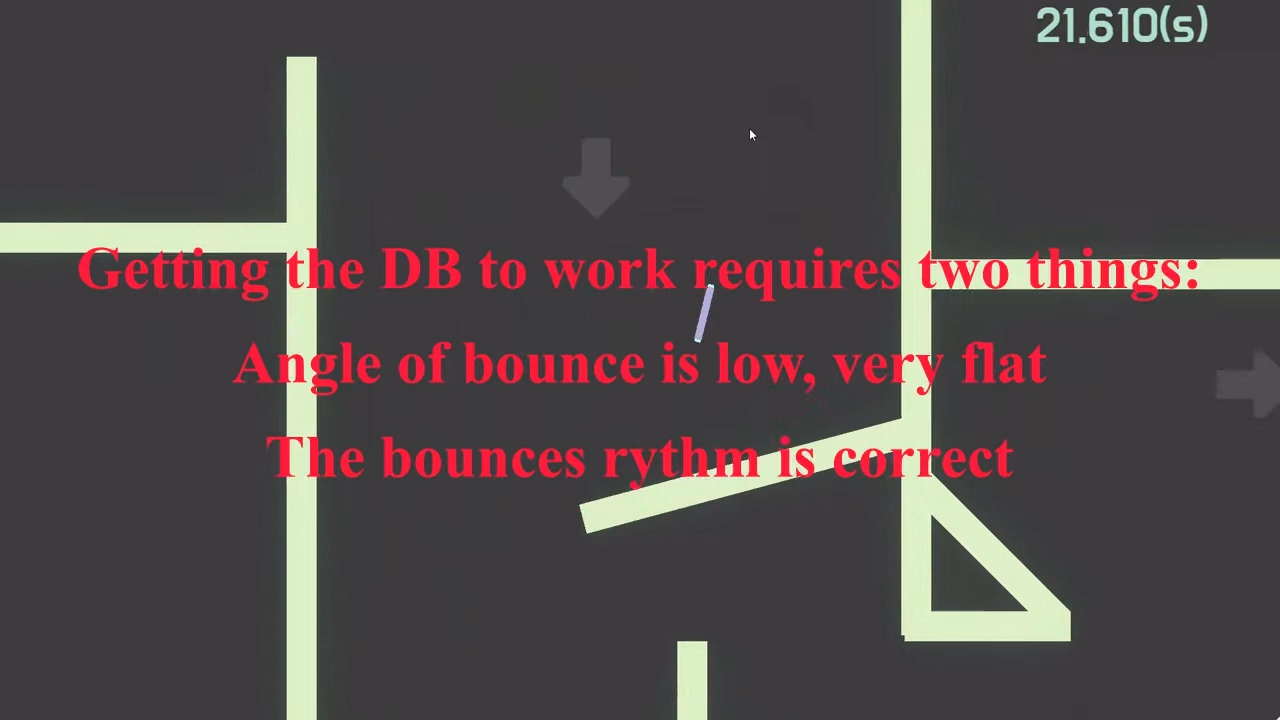 21.610(s)
Getting the DB to work requires two things:
Angle of bounce is low, very flat
The bounces rythm is correct